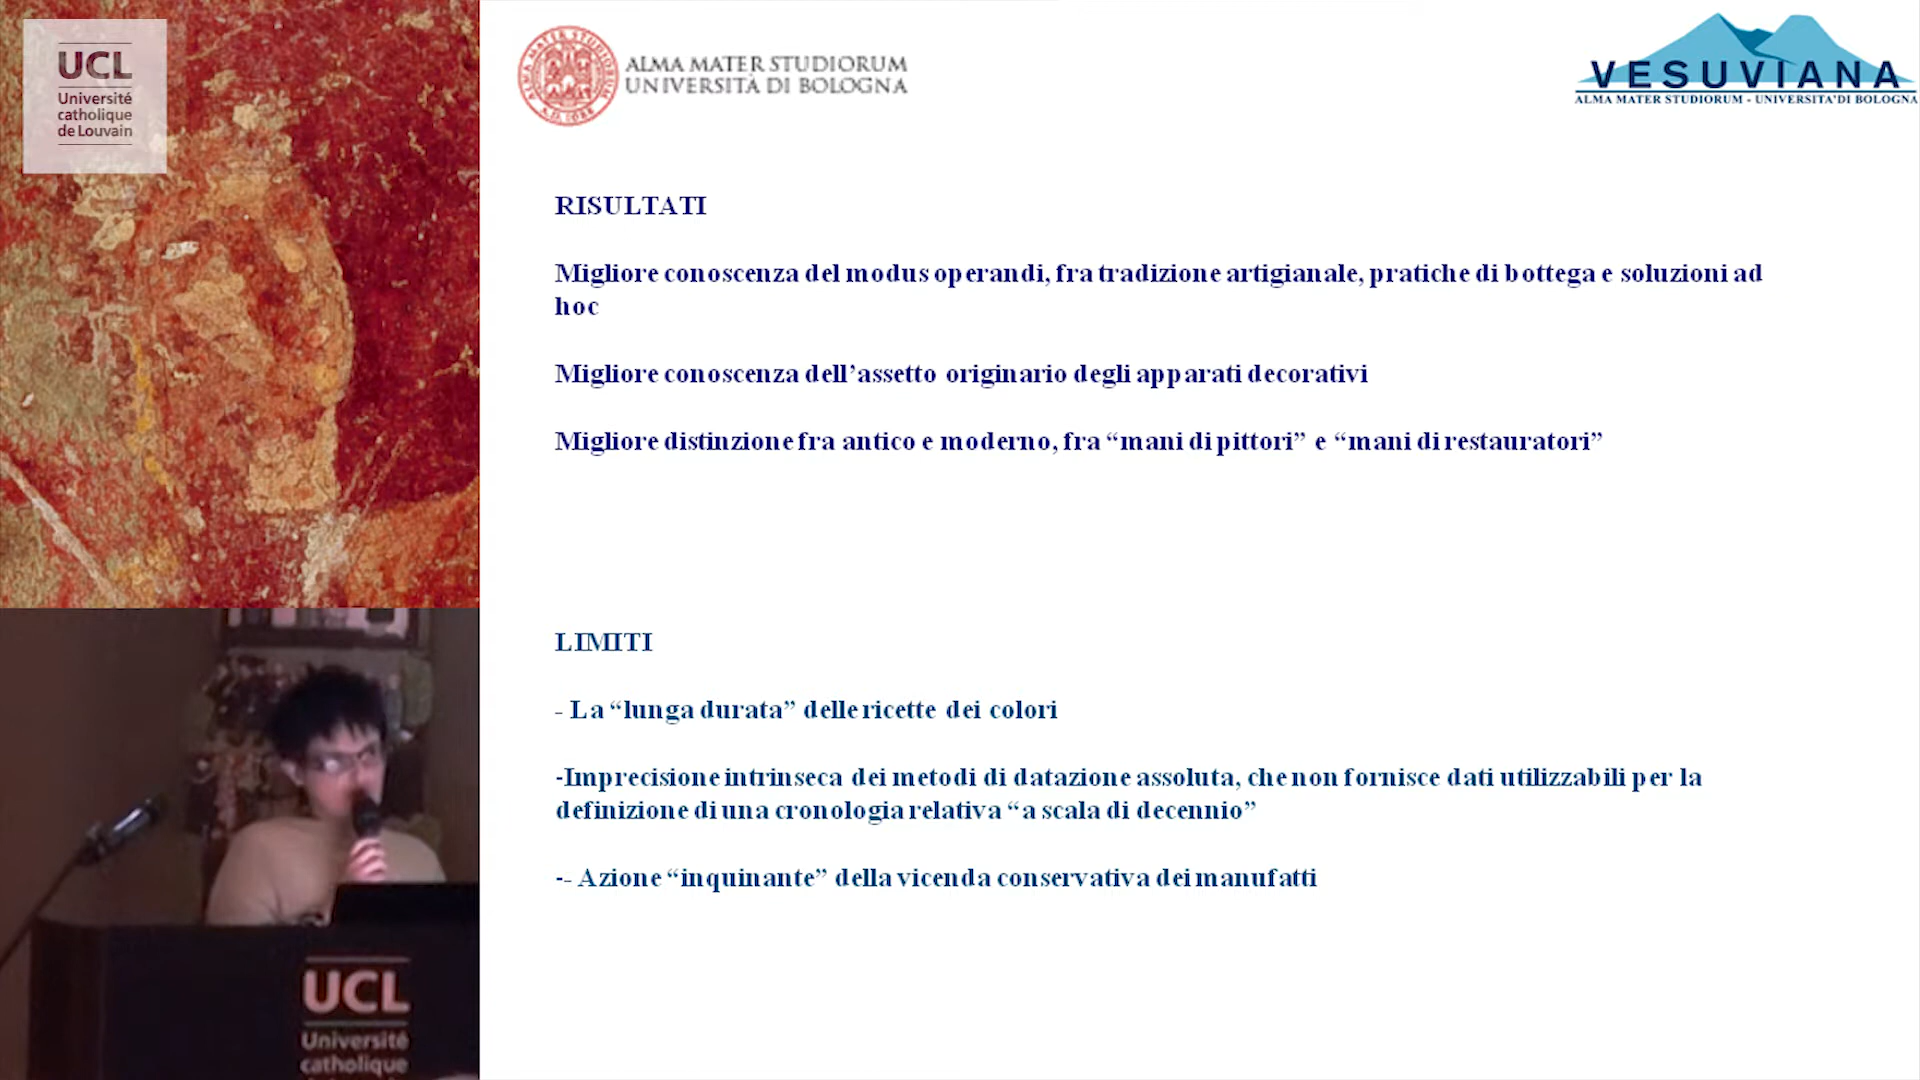 UCL
Université
catholique
de Louvain
ALMA MATER STUDIORUM
UNIVERSITÀ DI BOLOGNA
VESUVIANA
ALMA MATER STUDIORUM - UNIVERSITA'DI BOLOGNA
RISULTATI
Migliore conoscenza del modus operandi, fra tradizione artigianale, pratiche di bottega e soluzioni ad
hoc
Migliore conoscenza dell’assetto originario degli apparati decorativi
Migliore distinzione fra antico e moderno, fra “mani di pittori” e “mani di restauratori”
LIMITI
- La “lunga durata” delle ricette dei colori
-Imprecisione intrinseca dei metodi di datazione assoluta, che non fornisce dati utilizzabili per la
definizione di una cronologia relativa “a scala di decennio”
-- Azione “inquinante” della vicenda conservativa dei manufatti
UCL
Université
catholique